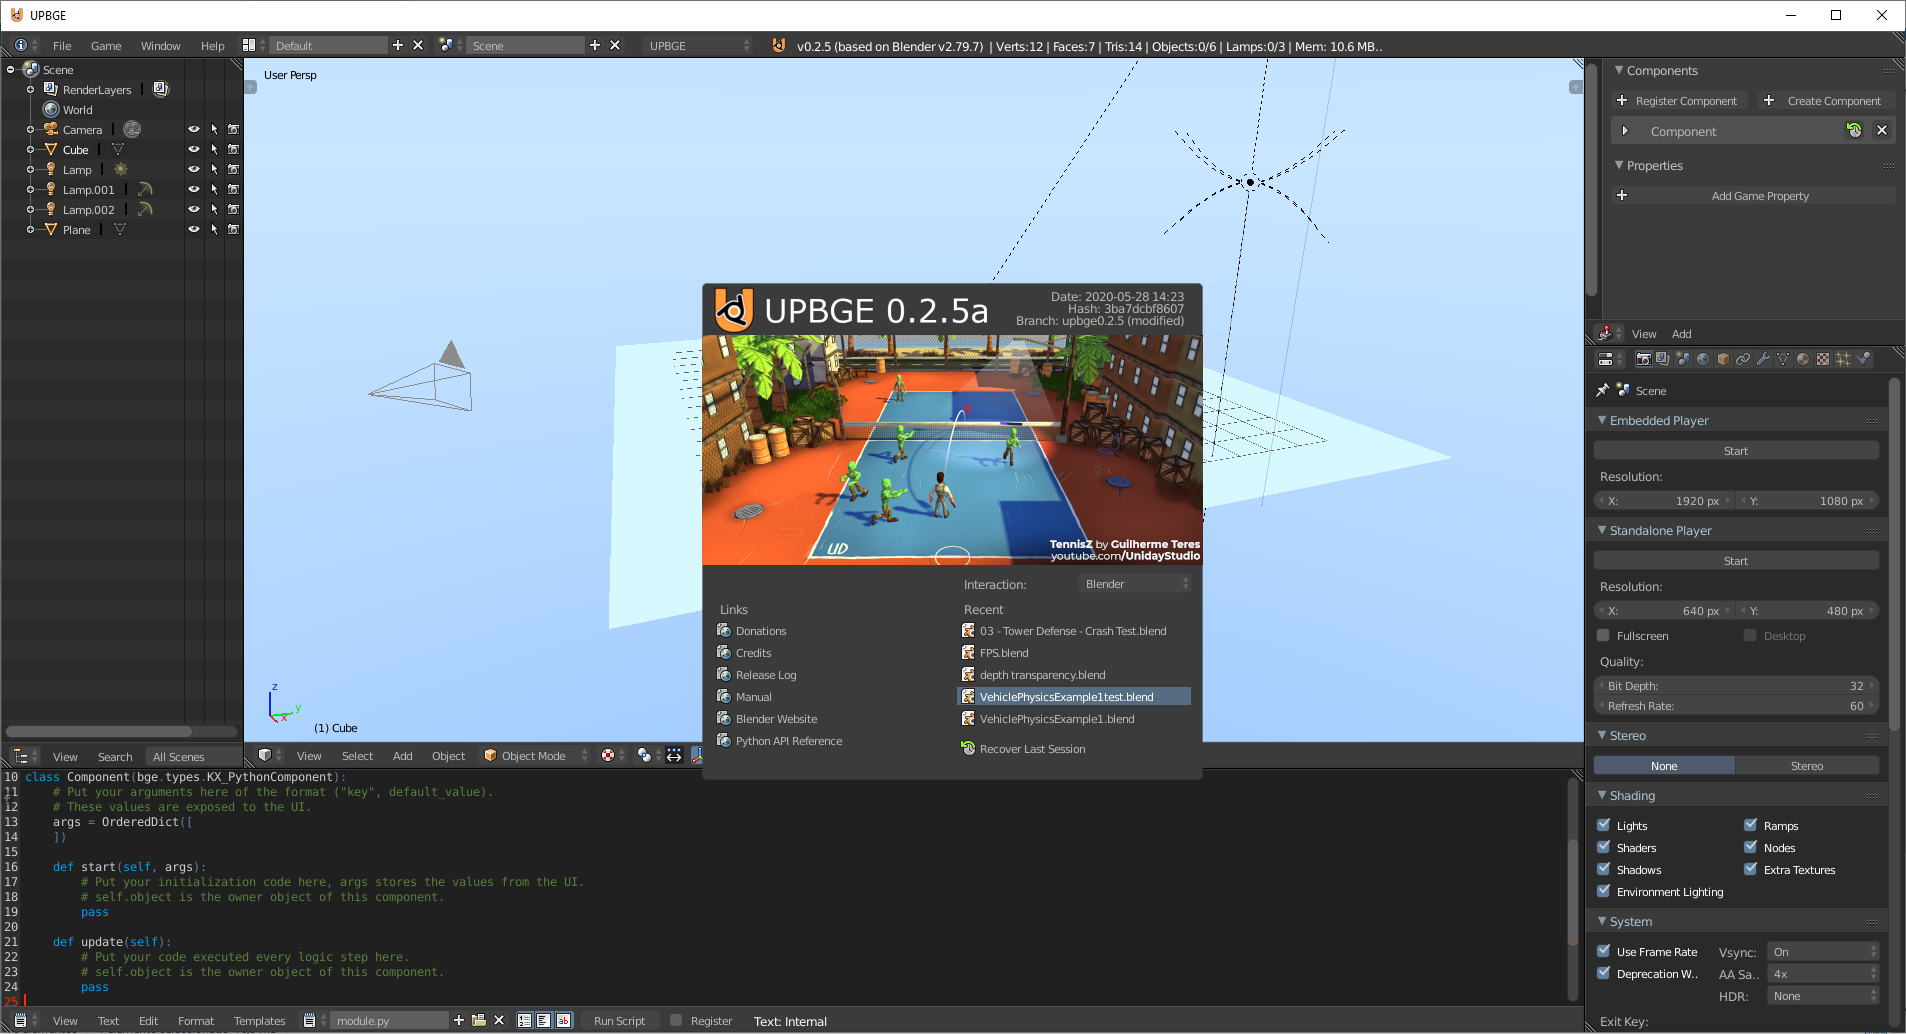 UPBGE
File Game Window Help Default Scene UPBGE v0.2.5 (based on Blender v2.79.7) | Verts:12 | Faces:7 | Tris:14 | Objects:0/6 | Lamps:0/3 | Mem: 10.6 MB..
Scene
RenderLayers
World
Camera
Cube
Lamp
Lamp.001
Lamp.002
Plane
View Search All Scenes
User Persp
z
y
x
(1) Cube
View Select Add Object Object Mode
UPBGE 0.2.5a
Date: 2020-05-28 14:23
Hash: 3ba7dcbf8607
Branch: upbge0.2.5 (modified)
UD
TennisZ by Guilherme Teres
youtube.com/UnidayStudio
Interaction: Blender
Links
Donations
Credits
Release Log
Manual
Blender Website
Python API Reference
Recent
03 - Tower Defense - Crash Test.blend
FPS.blend
depth transparency.blend
VehiclePhysicsExample1test.blend
VehiclePhysicsExample1.blend
Recover Last Session
Components
Register Component Create Component
Component
Properties
Add Game Property
View Add
Scene
Embedded Player
Start
Resolution:
X: 1920 px Y: 1080 px
Standalone Player
Start
Resolution:
X: 640 px Y: 480 px
Fullscreen Desktop
Quality:
Bit Depth: 32
Refresh Rate: 60
Stereo
None Stereo
Shading
Lights Ramps
Shaders Nodes
Shadows Extra Textures
Environment Lighting
System
Use Frame Rate Vsync: On
Deprecation W.. AA Sa.. 4x
HDR: None
Exit Key:
10 class Component(bge.types.KX_PythonComponent):
11 # Put your arguments here of the format ("key", default_value).
12 # These values are exposed to the UI.
13 args = OrderedDict([
14 ])
15
16 def start(self, args):
17 # Put your initialization code here, args stores the values from the UI.
18 # self.object is the owner object of this component.
19 pass
20
21 def update(self):
22 # Put your code executed every logic step here.
23 # self.object is the owner object of this component.
24 pass
25
View Text Edit Format Templates module.py Run Script Register Text: Internal